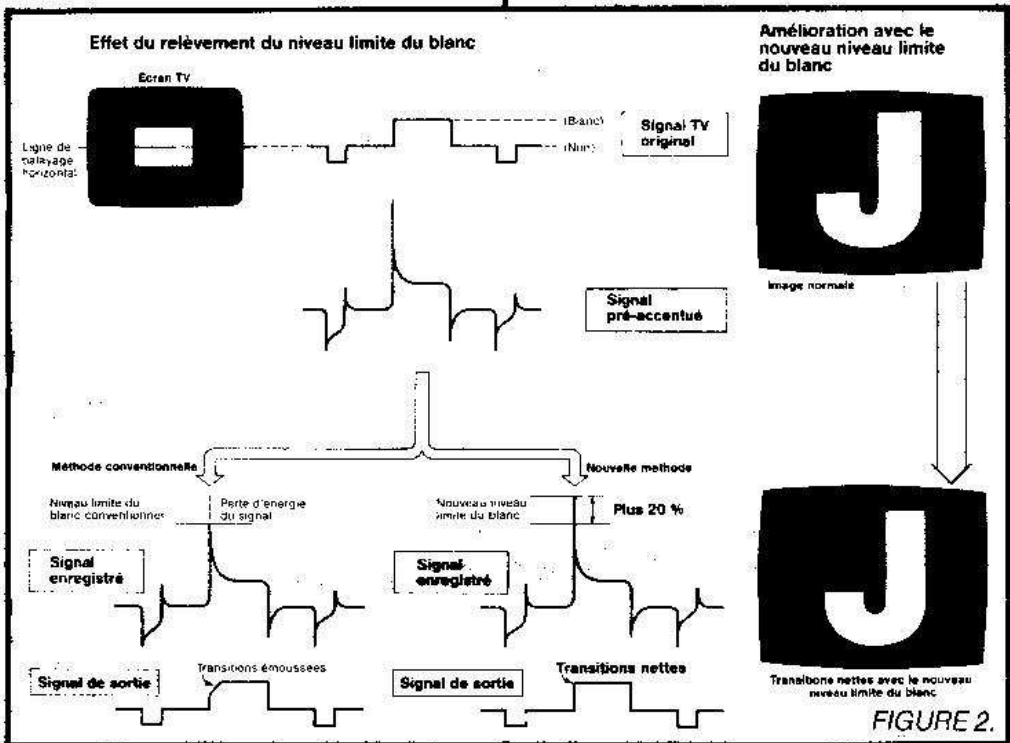 Effet du relèvement du niveau limite du blanc
Amélioration avec le
nouveau niveau limite
du blanc
Écran TV
Ligne de
balayage
horizontal
(Blanc)
(Noir)
Signal TV
original
Image normale
Signal
pré-accentué
Méthode conventionnelle
Nouvelle methode
Niveau limite du
blanc conventionnel
Perte d'énergie
du signal
Nouveau niveau
limite du blanc
Plus 20 %
Signal
enregistré
Signal
enregistré
Signal de sortie
Transitions émoussées
Signal de sortie
Transitions nettes
J
J
Transitions nettes avec le nouveau
niveau limite du blanc
FIGURE 2.